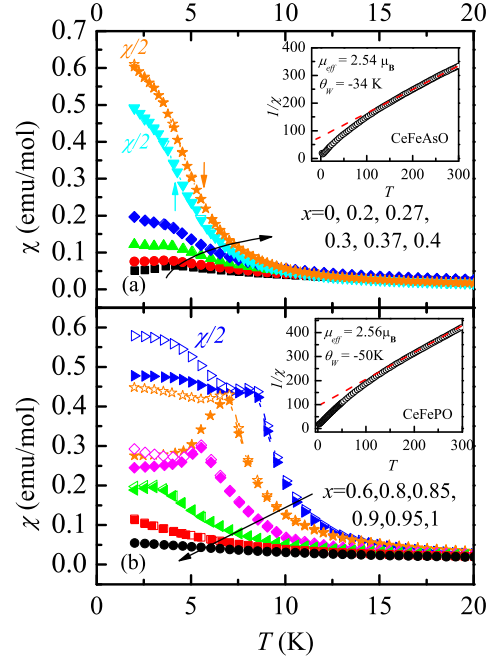 0 5 10 15 20
0.7
0.6
0.5
0.4
0.3
0.2
0.1
0.0
χ (emu/mol)
χ/2
χ/2
(a)
x=0, 0.2, 0.27,
0.3, 0.37, 0.4
400
300
200
100
0
1/χ
μeff = 2.54 μB
θW = -34 K
CeFeAsO
0 100 200 300
T
0.6
0.5
0.4
0.3
0.2
0.1
0.0
χ (emu/mol)
χ/2
(b)
x=0.6,0.8,0.85,
0.9,0.95,1
400
300
200
100
0
1/χ
μeff = 2.56μB
θW = -50K
CeFePO
0 100 200 300
T
0 5 10 15 20
T (K)